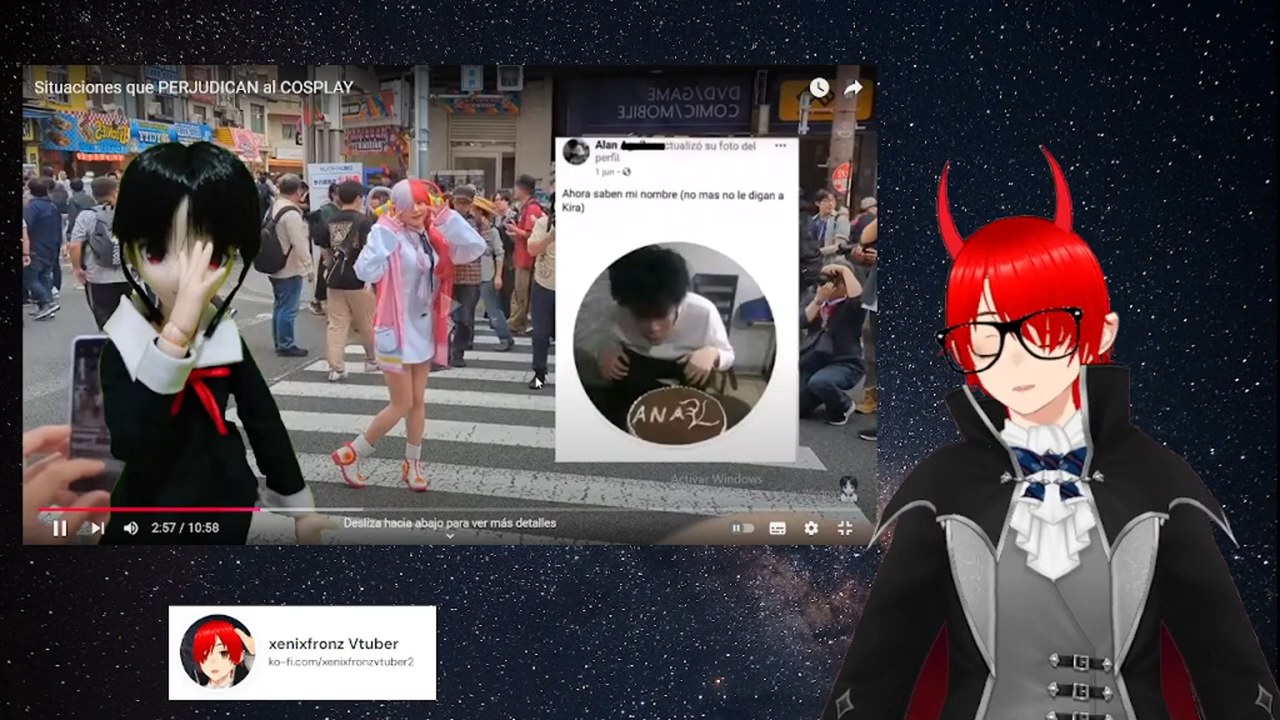 Situaciones que PERJUDICAN al COSPLAY
DVD/GAME
COMIC/MOBILE
Alan
ctualizó su foto del
perfil.
1 jun
Ahora saben mi nombre (no mas no le digan a
Kira)
Activar Windows
2:57 / 10:58
Desliza hacia abajo para ver más detalles
xenixfronz Vtuber
ko-fi.com/xenixfronzvtuber2